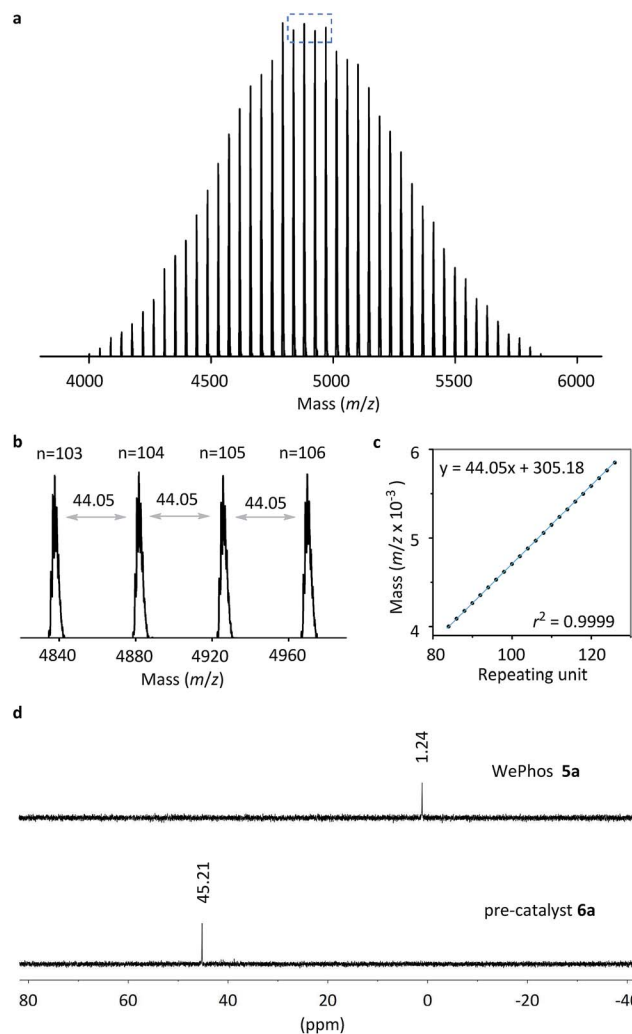 a
4000 4500 5000 5500 6000
Mass (m/z)
b
n=103 n=104 n=105 n=106
44.05 44.05 44.05
4840 4880 4920 4960
Mass (m/z)
c
y = 44.05x + 305.18
r² = 0.9999
6
5
4
Mass (m/z x 10⁻³)
80 100 120
Repeating unit
d
1.24
WePhos 5a
45.21
pre-catalyst 6a
80 60 40 20 0 -20 -40
(ppm)